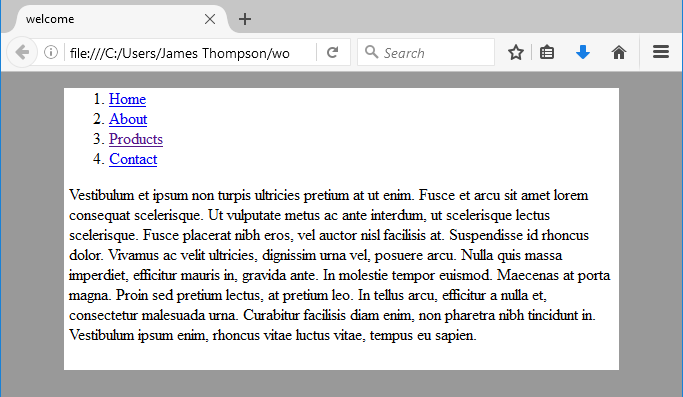 welcome
file:///C:/Users/James Thompson/wo
Search
1. Home
2. About
3. Products
4. Contact
Vestibulum et ipsum non turpis ultricies pretium at ut enim. Fusce et arcu sit amet lorem
consequat scelerisque. Ut vulputate metus ac ante interdum, ut scelerisque lectus
scelerisque. Fusce placerat nibh eros, vel auctor nisl facilisis at. Suspendisse id rhoncus
dolor. Vivamus ac velit ultricies, dignissim urna vel, posuere arcu. Nulla quis massa
imperdiet, efficitur mauris in, gravida ante. In molestie tempor euismod. Maecenas at porta
magna. Proin sed pretium lectus, at pretium leo. In tellus arcu, efficitur a nulla et,
consectetur malesuada urna. Curabitur facilisis diam enim, non pharetra nibh tincidunt in.
Vestibulum ipsum enim, rhoncus vitae luctus vitae, tempus eu sapien.